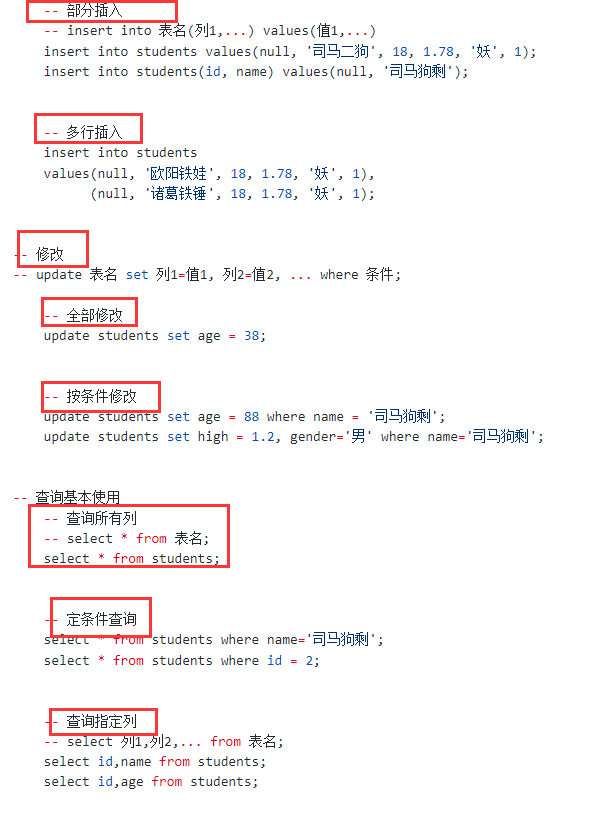 -- 部分插入
-- insert into 表名(列1,...) values(值1,...)
insert into students values(null, '司马二狗', 18, 1.78, '妖', 1);
insert into students(id, name) values(null, '司马狗剩');
-- 多行插入
insert into students
values(null, '欧阳铁娃', 18, 1.78, '妖', 1),
(null, '诸葛铁锤', 18, 1.78, '妖', 1);
-- 修改
-- update 表名 set 列1=值1, 列2=值2, ... where 条件;
-- 全部修改
update students set age = 38;
-- 按条件修改
update students set age = 88 where name = '司马狗剩';
update students set high = 1.2, gender='男' where name='司马狗剩';
-- 查询基本使用
-- 查询所有列
-- select * from 表名;
select * from students;
-- 定条件查询
select * from students where name='司马狗剩';
select * from students where id = 2;
-- 查询指定列
-- select 列1,列2,... from 表名;
select id,name from students;
select id,age from students;